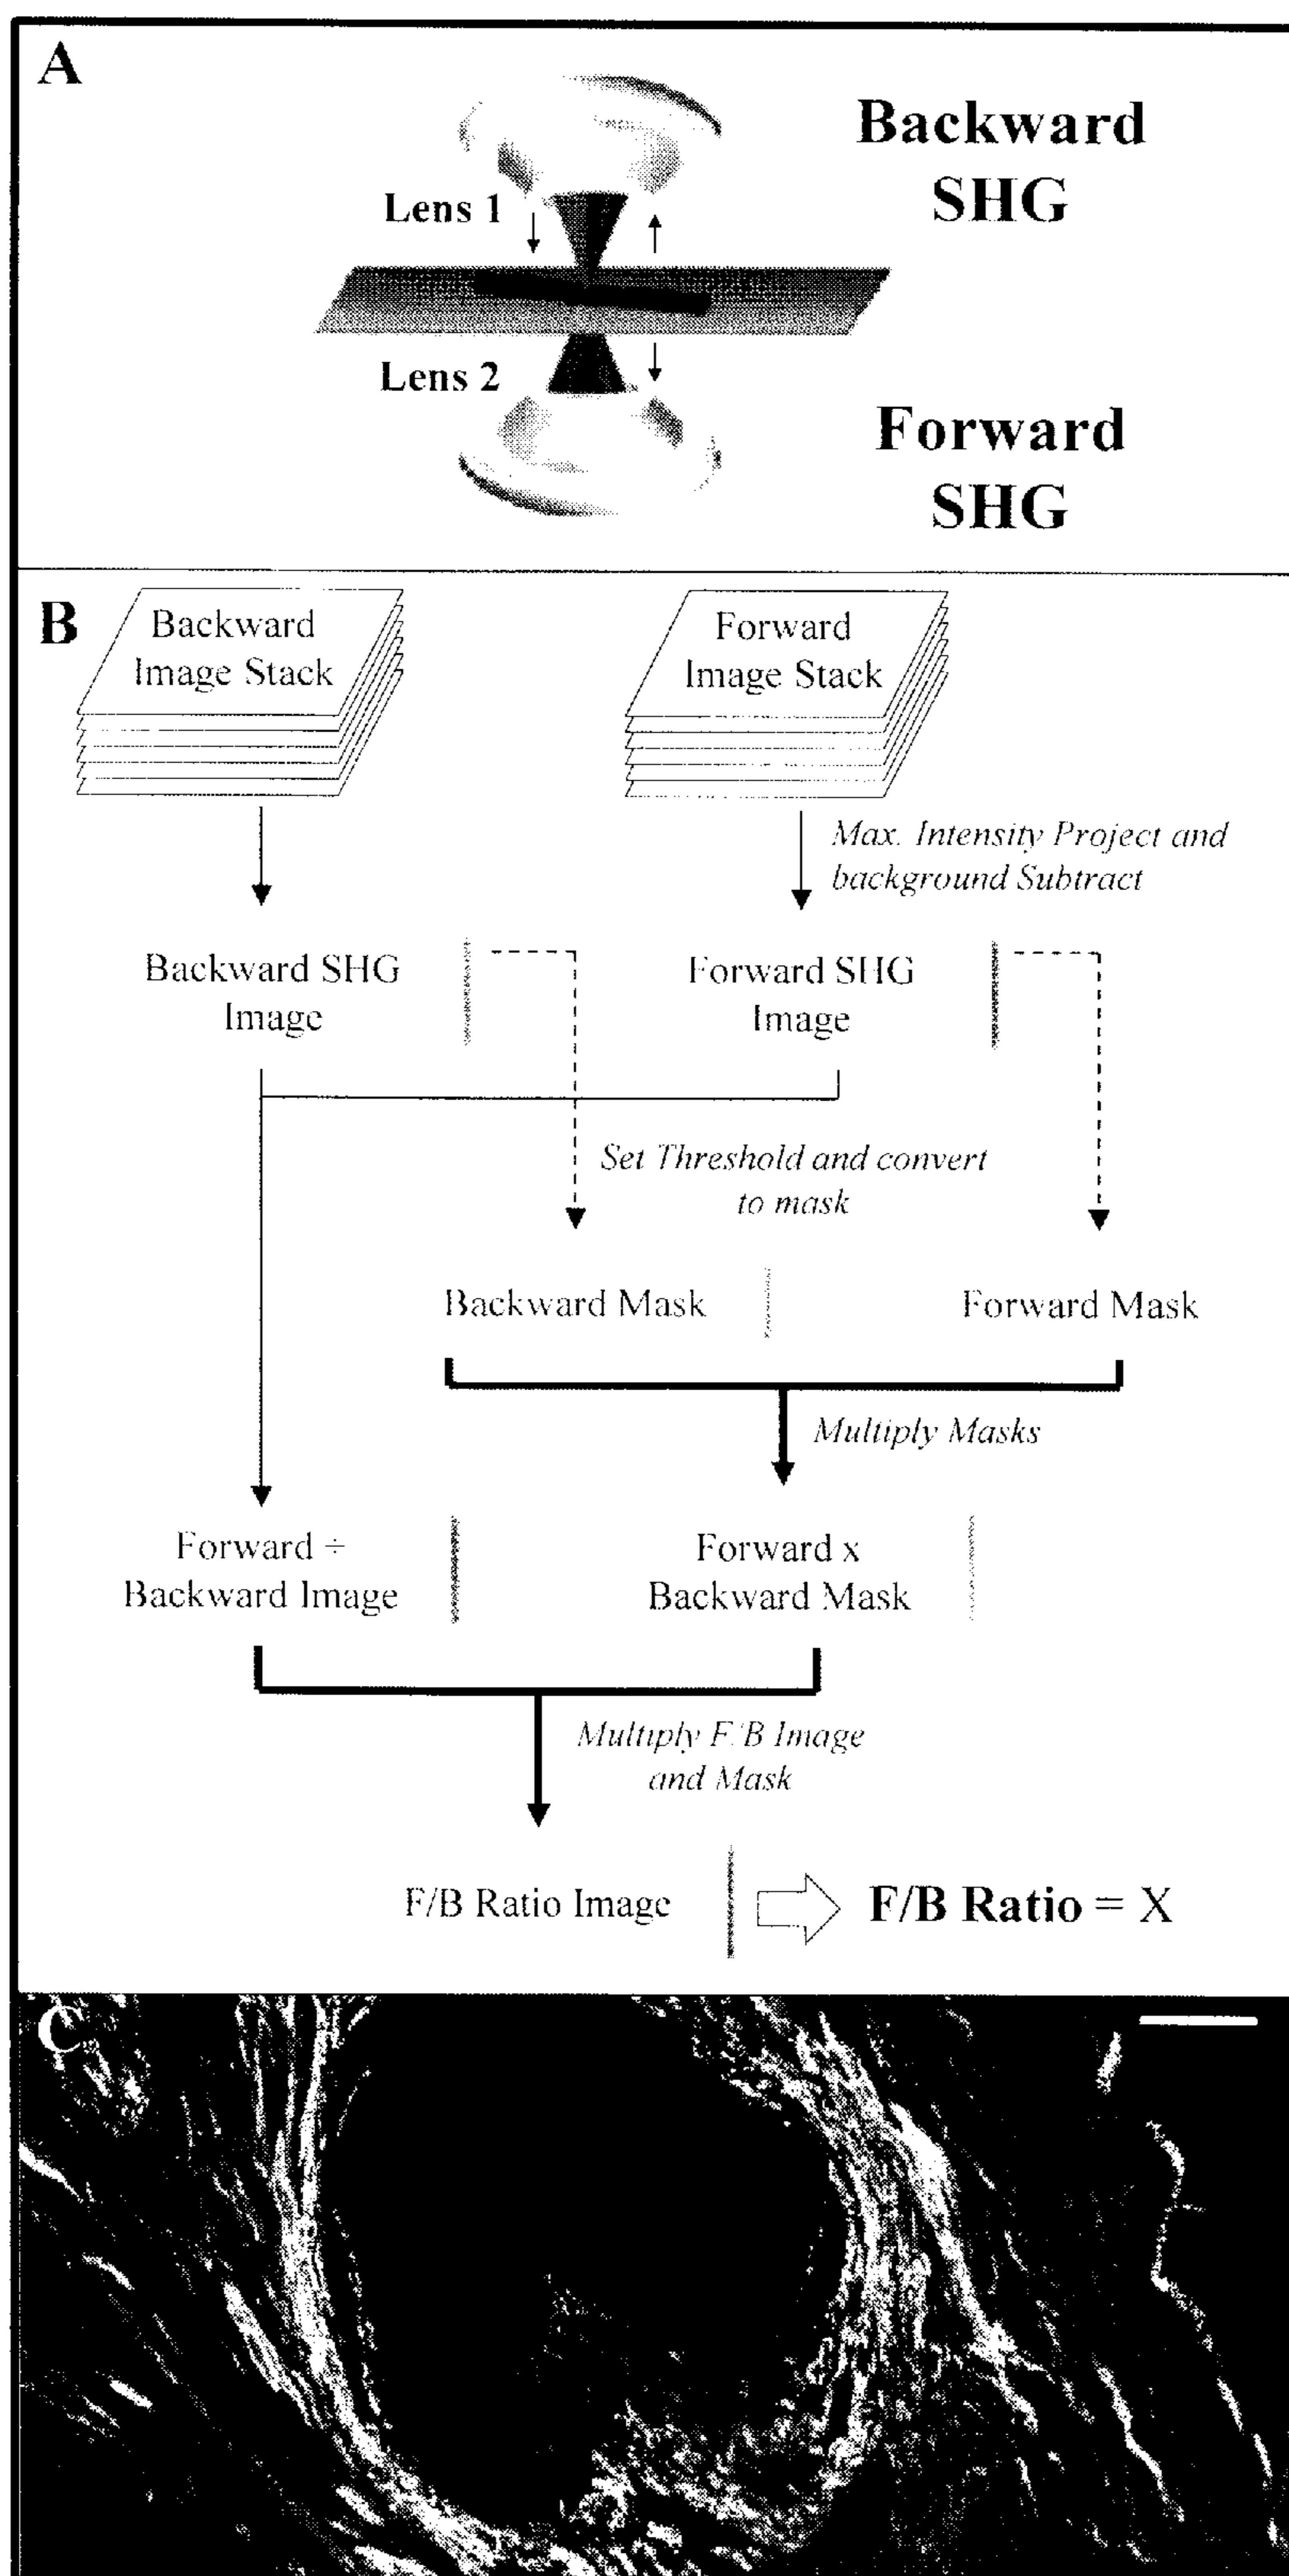 A
Backward
SHG
Lens 1
Lens 2
Forward
SHG
B
Backward
Image Stack
Forward
Image Stack
Max. Intensity Project and
background Subtract
Backward SHG
Image
Forward SHG
Image
Set Threshold and convert
to mask
Backward Mask
Forward Mask
Multiply Masks
Forward ÷
Backward Image
Forward x
Backward Mask
Multiply F/B Image
and Mask
F/B Ratio Image
F/B Ratio = X
C